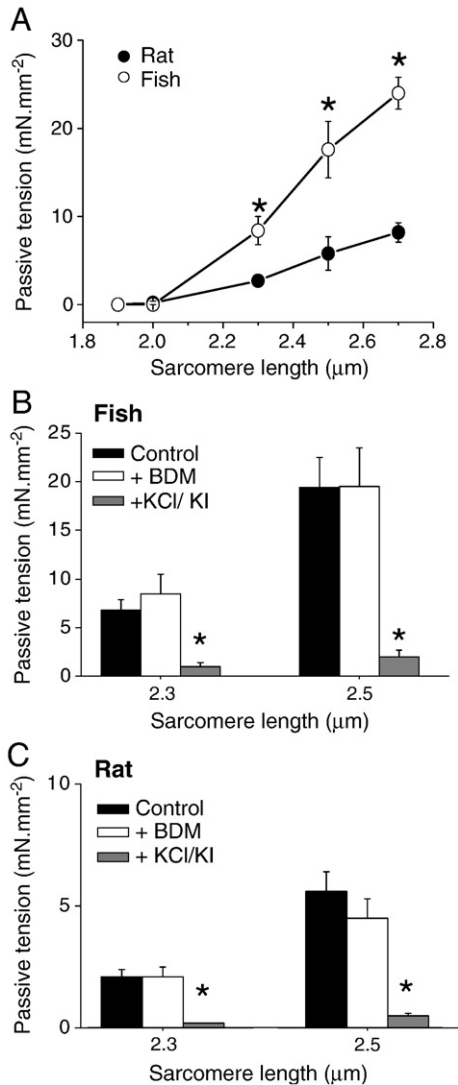 A
Passive tension (mN.mm-2)
30
20
10
0
Rat
Fish
*
*
*
1.8
2.0
2.2
2.4
2.6
2.8
Sarcomere length (μm)
B
Fish
Passive tension (mN.mm-2)
25
20
15
10
5
0
Control
+ BDM
+KCl/ KI
*
*
2.3
2.5
Sarcomere length (μm)
C
Rat
Passive tension (mN.mm-2)
10
5
0
Control
+ BDM
+ KCl/KI
*
*
2.3
2.5
Sarcomere length (μm)